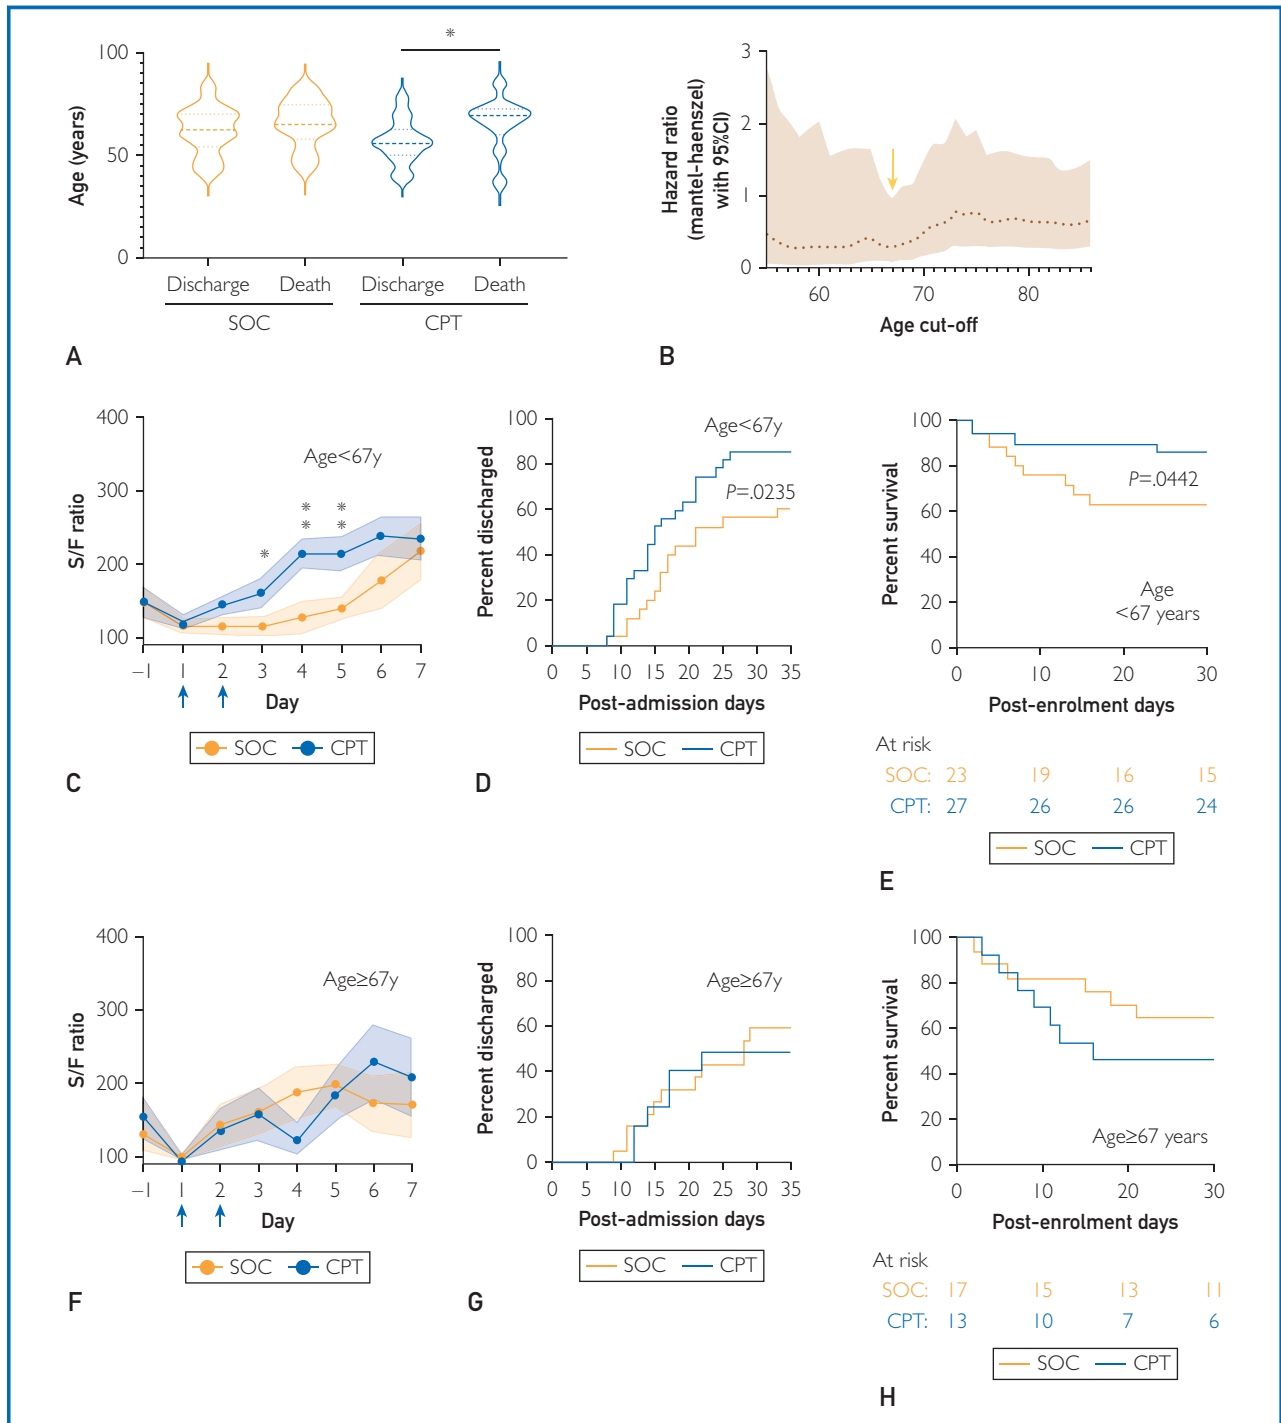 100
50
0
Age (years)
*
Discharge Death Discharge Death
SOC CPT
A
3
2
1
0
Hazard ratio
(mantel-haenszel)
with 95%CI)
60 70 80
Age cut-off
B
400
300
200
100
S/F ratio
Age<67y
* * *
* *
–1 1 2 3 4 5 6 7
Day
SOC CPT
C
100
80
60
40
20
0
Percent discharged
Age<67y
P=.0235
0 5 10 15 20 25 30 35
Post-admission days
SOC CPT
D
100
80
60
40
20
0
Percent survival
P=.0442
Age
<67 years
0 10 20 30
Post-enrolment days
At risk
SOC: 23 19 16 15
CPT: 27 26 26 24
SOC CPT
E
400
300
200
100
S/F ratio
Age≥67y
–1 1 2 3 4 5 6 7
Day
SOC CPT
F
100
80
60
40
20
0
Percent discharged
Age≥67y
0 5 10 15 20 25 30 35
Post-admission days
SOC CPT
G
100
80
60
40
20
0
Percent survival
Age≥67 years
0 10 20 30
Post-enrolment days
At risk
SOC: 17 15 13 11
CPT: 13 10 7 6
SOC CPT
H